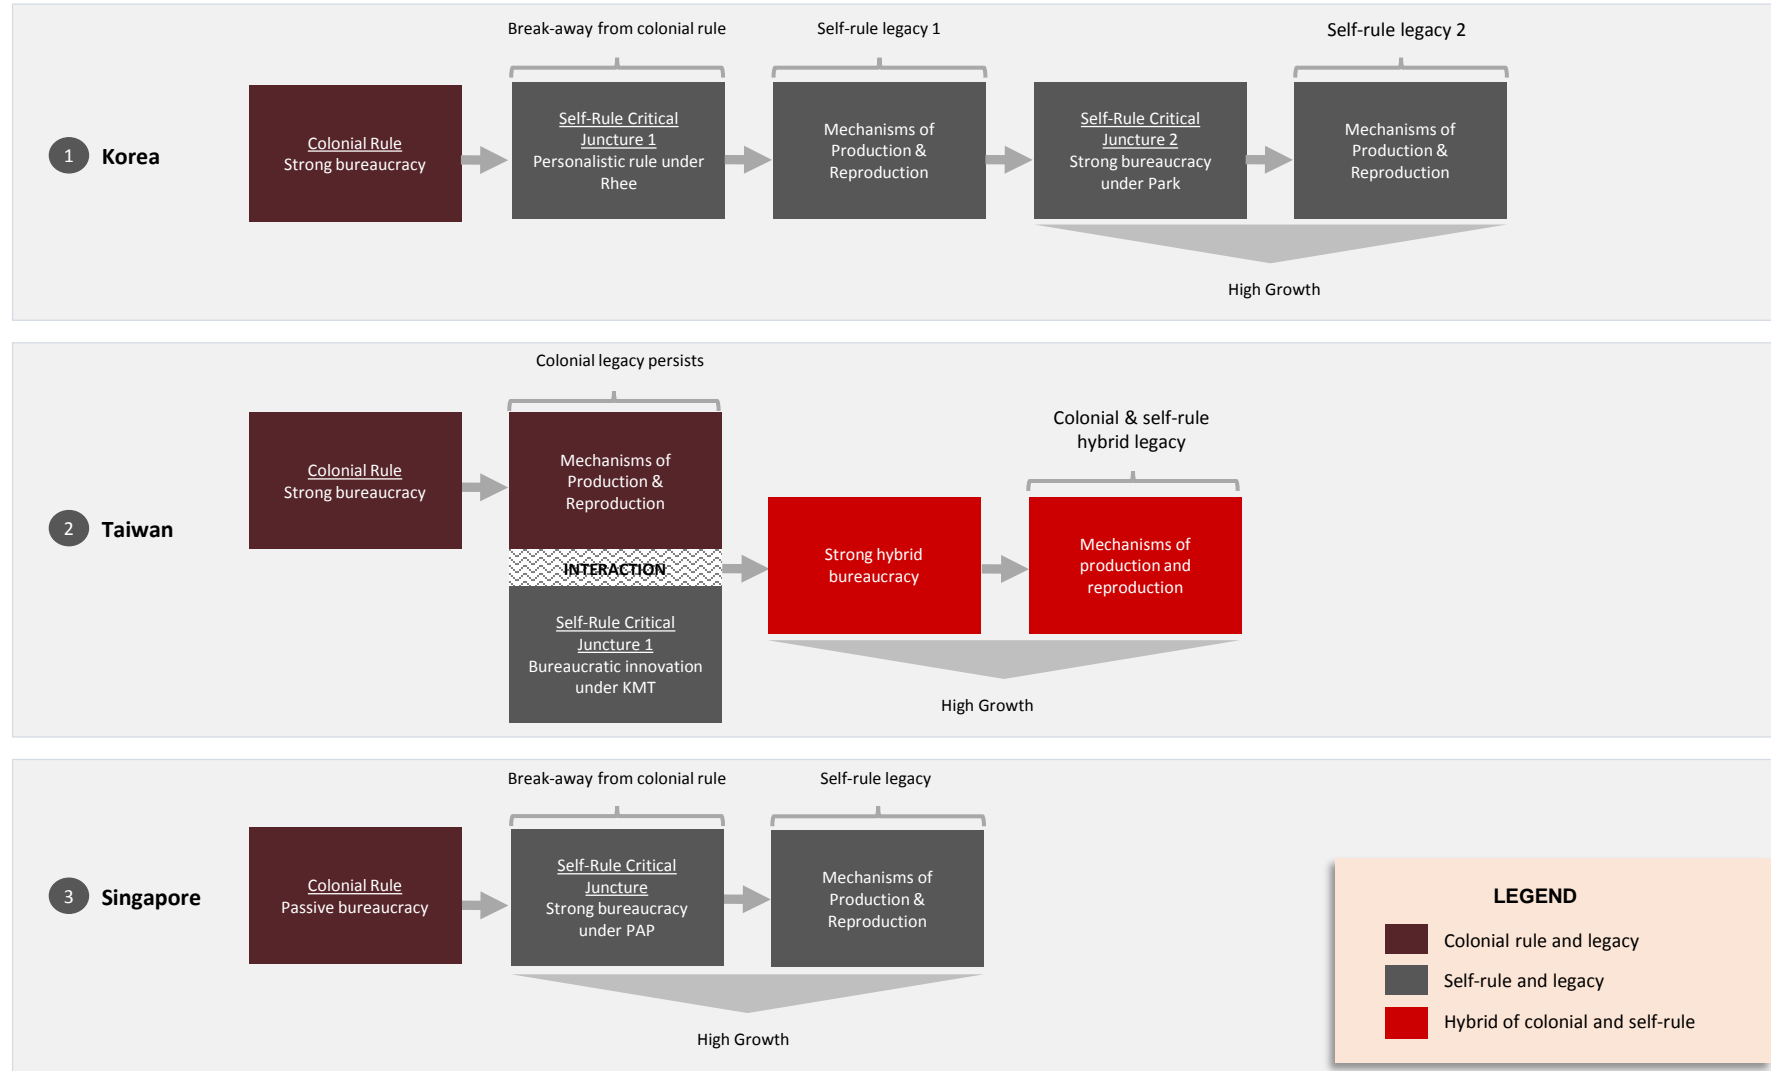 Break-away from colonial rule
Self-rule legacy 1
Self-rule legacy 2
1
Korea
Colonial Rule
Strong bureaucracy
Self-Rule Critical
Juncture 1
Personalistic rule under
Rhee
Mechanisms of
Production &
Reproduction
Self-Rule Critical
Juncture 2
Strong bureaucracy
under Park
Mechanisms of
Production &
Reproduction
High Growth
Colonial legacy persists
2
Taiwan
Colonial Rule
Strong bureaucracy
Mechanisms of
Production &
Reproduction
INTERACTION
Self-Rule Critical
Juncture 1
Bureaucratic innovation
under KMT
Strong hybrid
bureaucracy
Colonial & self-rule
hybrid legacy
Mechanisms of
production and
reproduction
High Growth
Break-away from colonial rule
Self-rule legacy
3
Singapore
Colonial Rule
Passive bureaucracy
Self-Rule Critical
Juncture
Strong bureaucracy
under PAP
Mechanisms of
Production &
Reproduction
High Growth
LEGEND
Colonial rule and legacy
Self-rule and legacy
Hybrid of colonial and self-rule